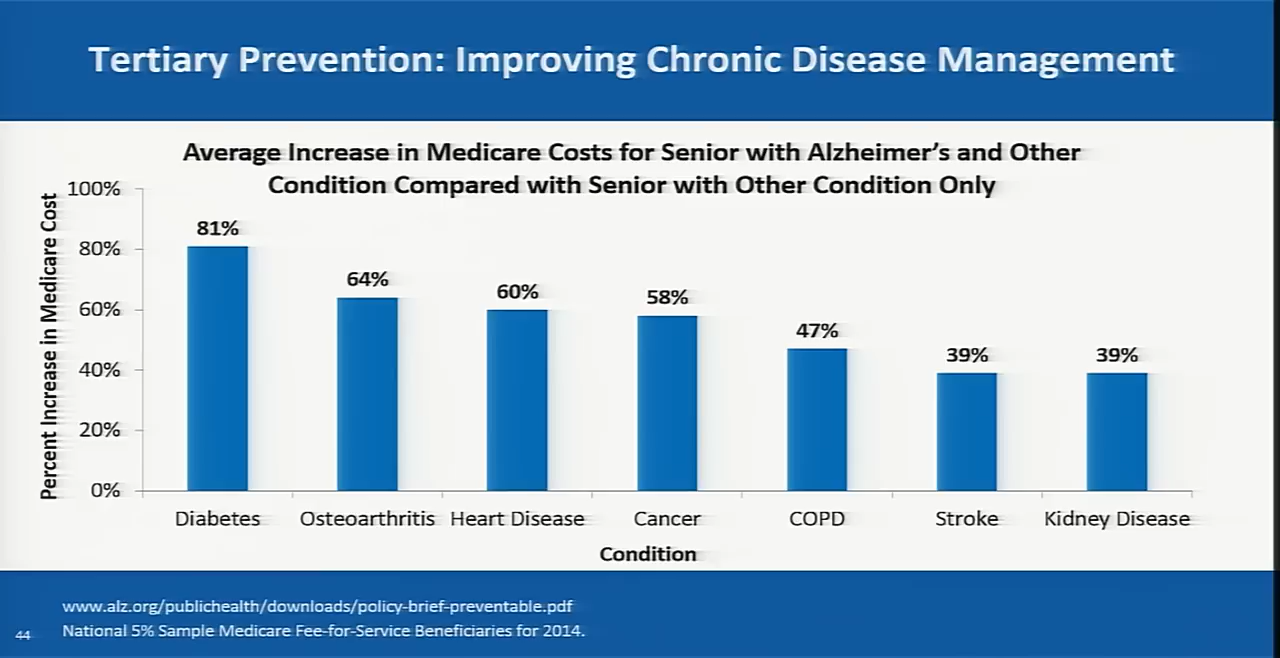 Tertiary Prevention: Improving Chronic Disease Management
Average Increase in Medicare Costs for Senior with Alzheimer's and Other
Condition Compared with Senior with Other Condition Only
Percent Increase in Medicare Cost
100%
80%
60%
40%
20%
0%
81%
64%
60%
58%
47%
39%
39%
Diabetes
Osteoarthritis
Heart Disease
Cancer
COPD
Stroke
Kidney Disease
Condition
www.alz.org/publichealth/downloads/policy-brief-preventable.pdf
National 5% Sample Medicare Fee-for-Service Beneficiaries for 2014.
44